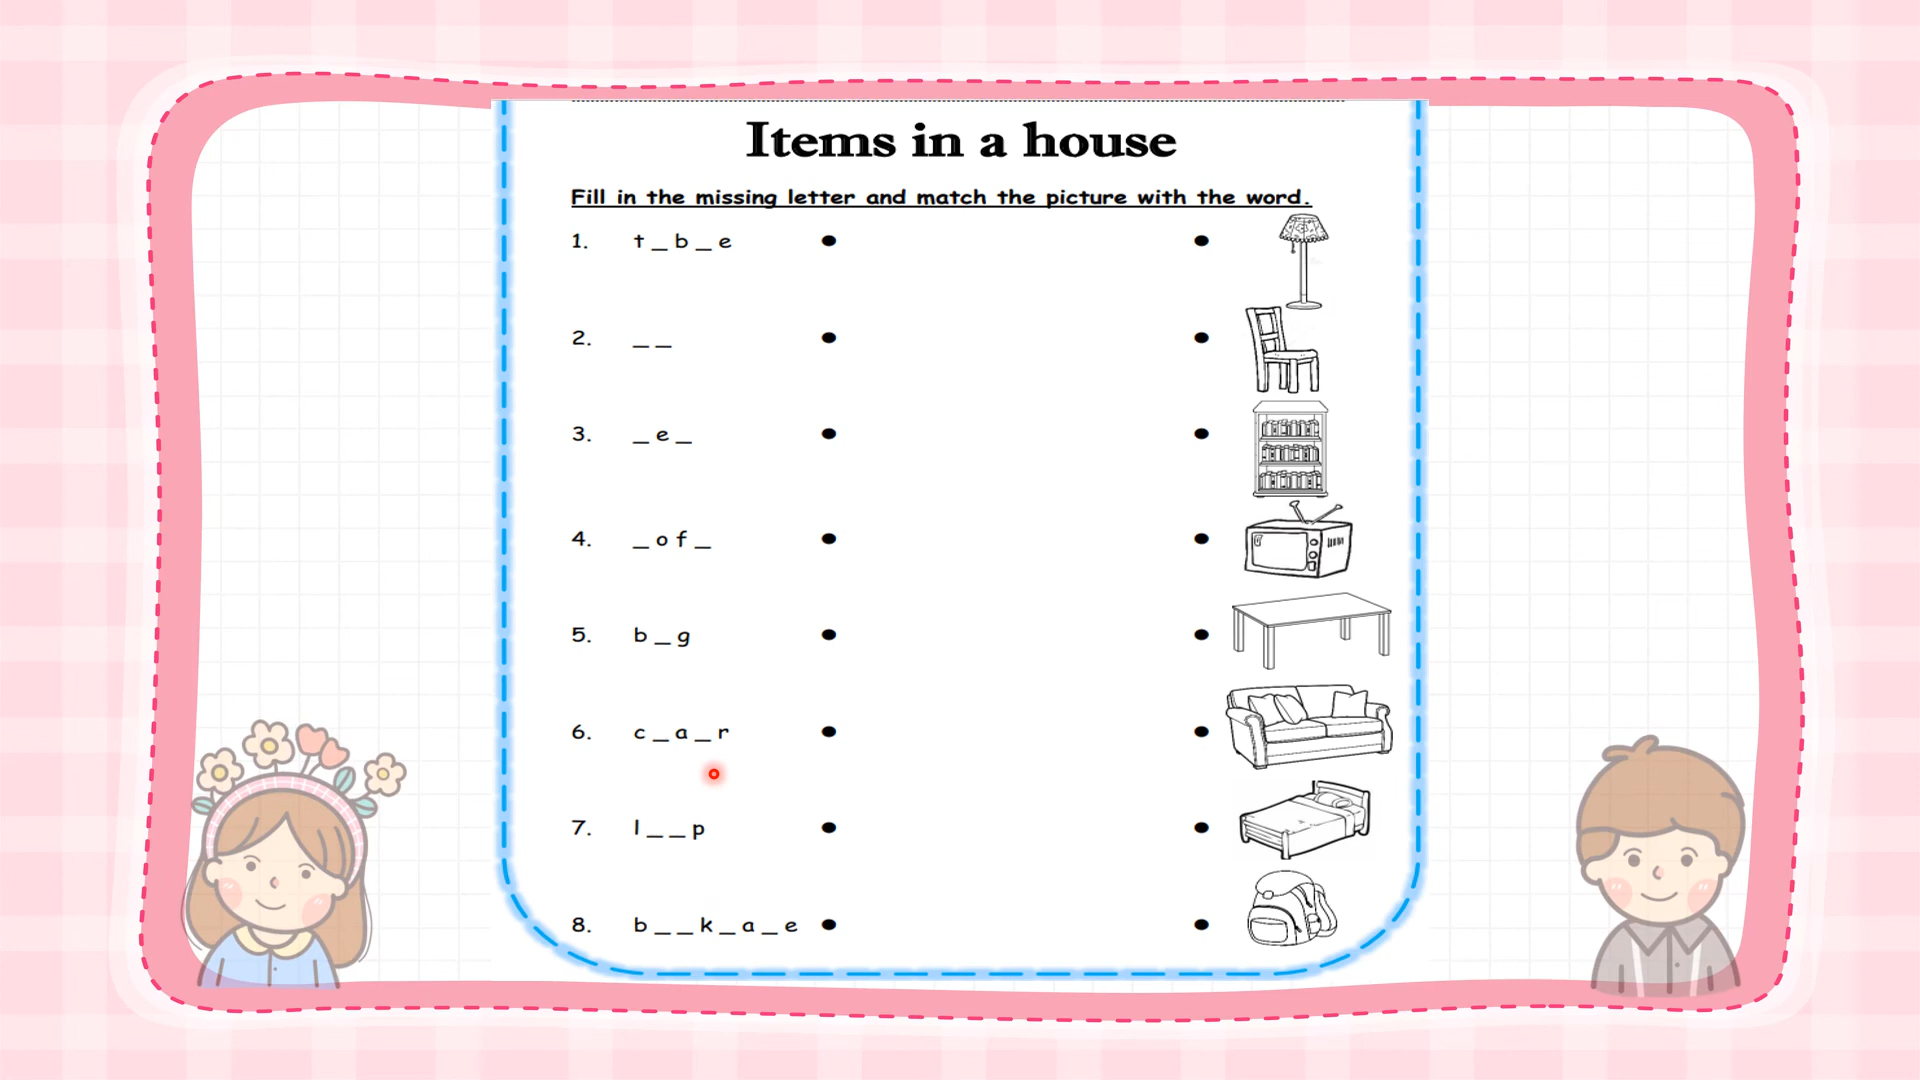 Items in a house
Fill in the missing letter and match the picture with the word.
1. t _ b _ e
2. _ _
3. _ e _
4. _ o f _
5. b _ g
6. c _ a _ r
7. l _ _ p
8. b _ _ k _ a _ e